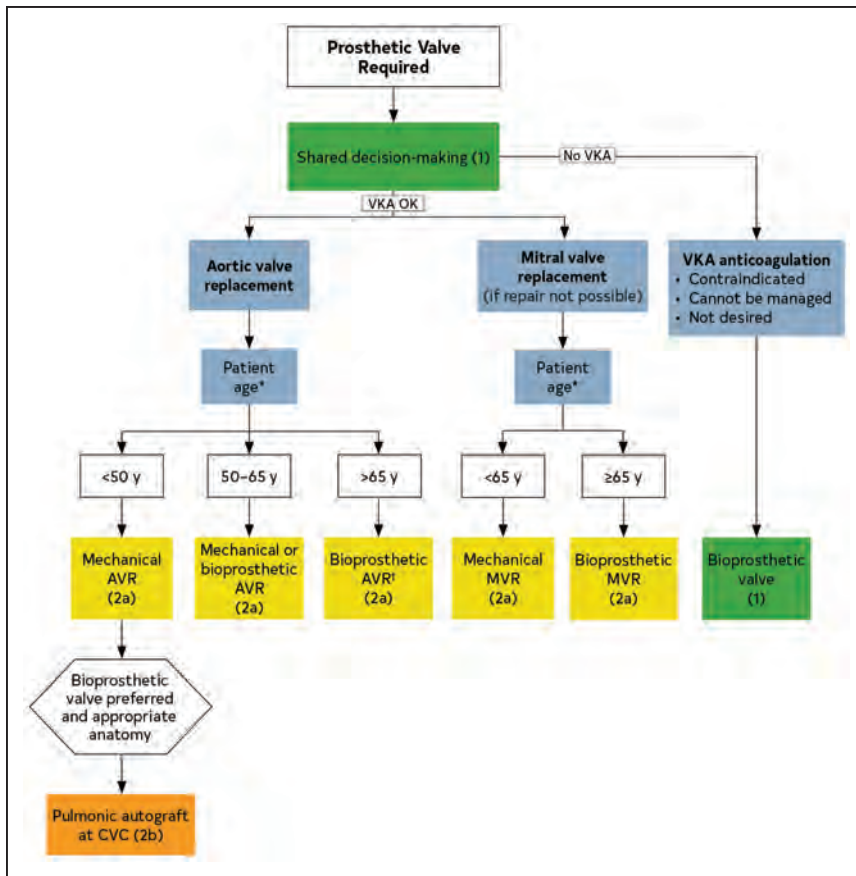 Prosthetic Valve
Required
Shared decision-making (1)
No VKA
VKA OK
Aortic valve
replacement
Mitral valve
replacement
(if repair not possible)
VKA anticoagulation
• Contraindicated
• Cannot be managed
• Not desired
Patient
age*
Patient
age*
<50 y
50–65 y
>65 y
<65 y
≥65 y
Mechanical
AVR
(2a)
Mechanical or
bioprosthetic
AVR
(2a)
Bioprosthetic
AVR†
(2a)
Mechanical
MVR
(2a)
Bioprosthetic
MVR
(2a)
Bioprosthetic
valve
(1)
Bioprosthetic
valve preferred
and appropriate
anatomy
Pulmonic autograft
at CVC (2b)